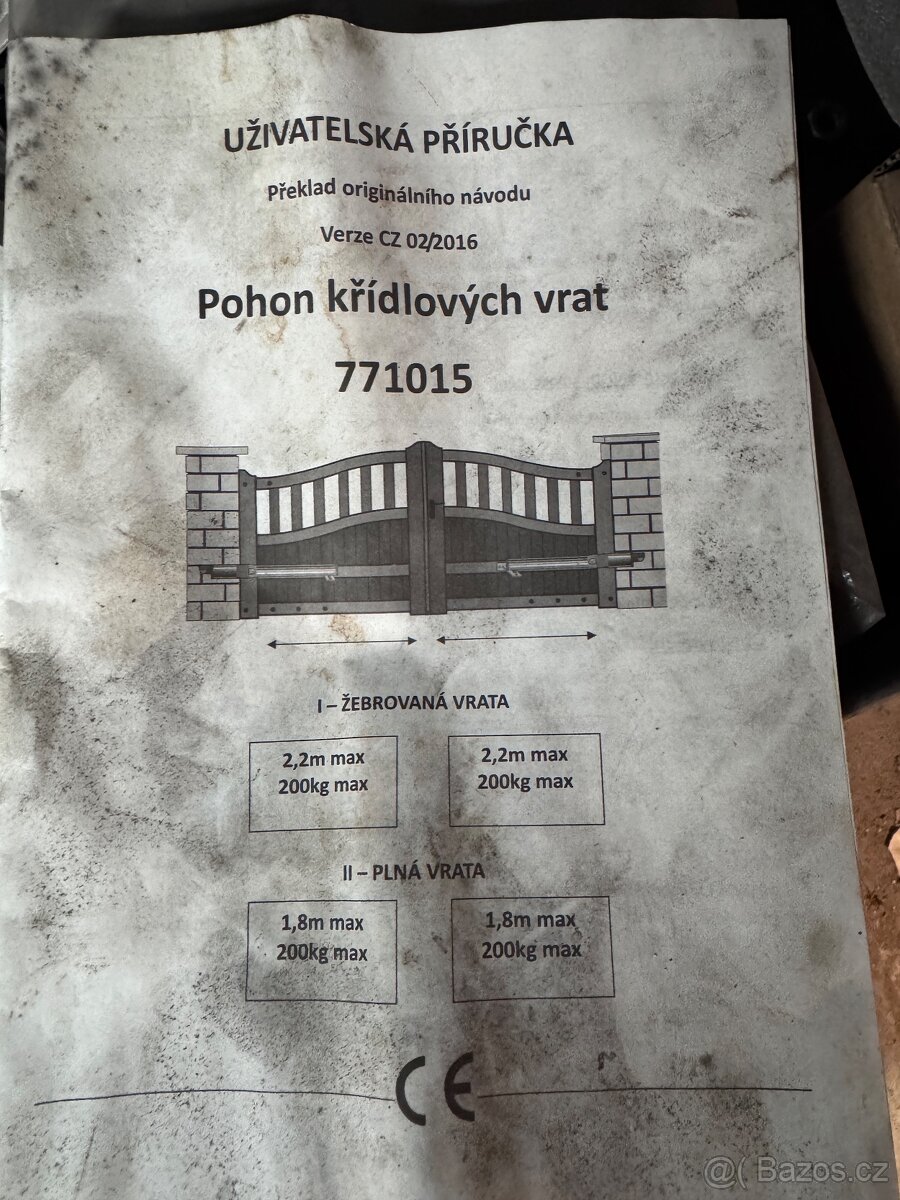 UŽIVATELSKÁ PŘÍRUČKA
Překlad originálního návodu
Verze CZ 02/2016
Pohon křídlových vrat
771015
I – ŽEBROVANÁ VRATA
2,2m max
200kg max
2,2m max
200kg max
II – PLNÁ VRATA
1,8m max
200kg max
1,8m max
200kg max
CE
@( Bazos.cz